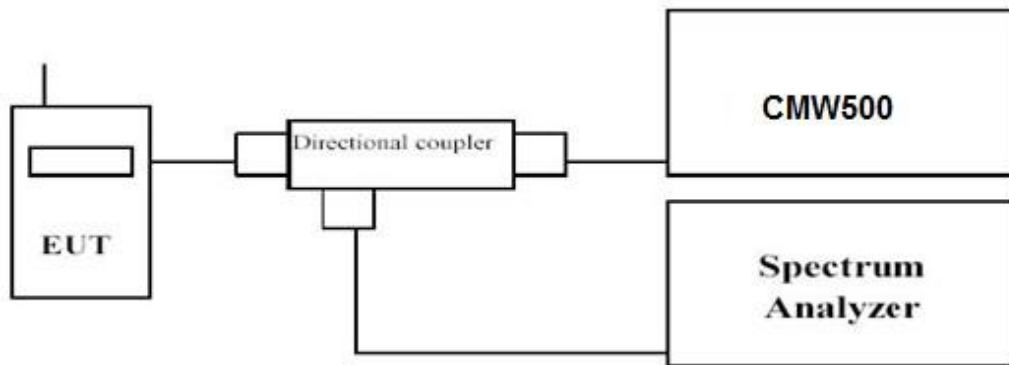 CMW500
Directional coupler
EUT
Spectrum
Analyzer